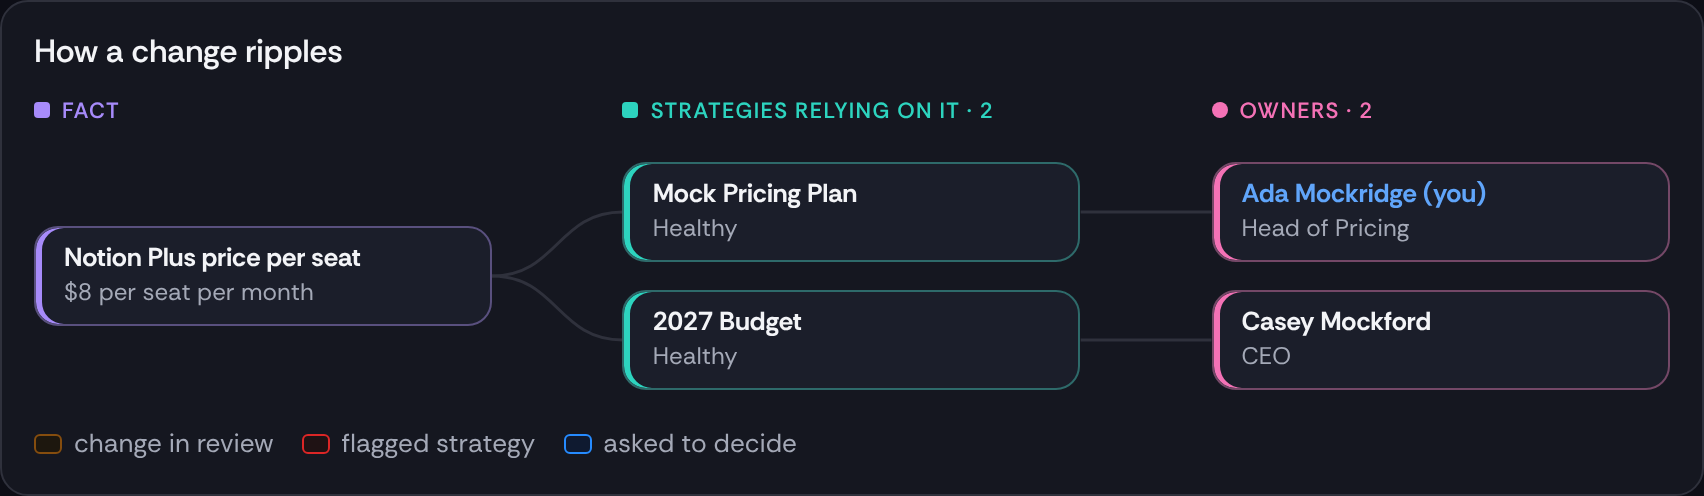 How a change ripples
FACT
STRATEGIES RELYING ON IT · 2
OWNERS · 2
Notion Plus price per seat
$8 per seat per month
Mock Pricing Plan
Healthy
2027 Budget
Healthy
Ada Mockridge (you)
Head of Pricing
Casey Mockford
CEO
change in review
flagged strategy
asked to decide